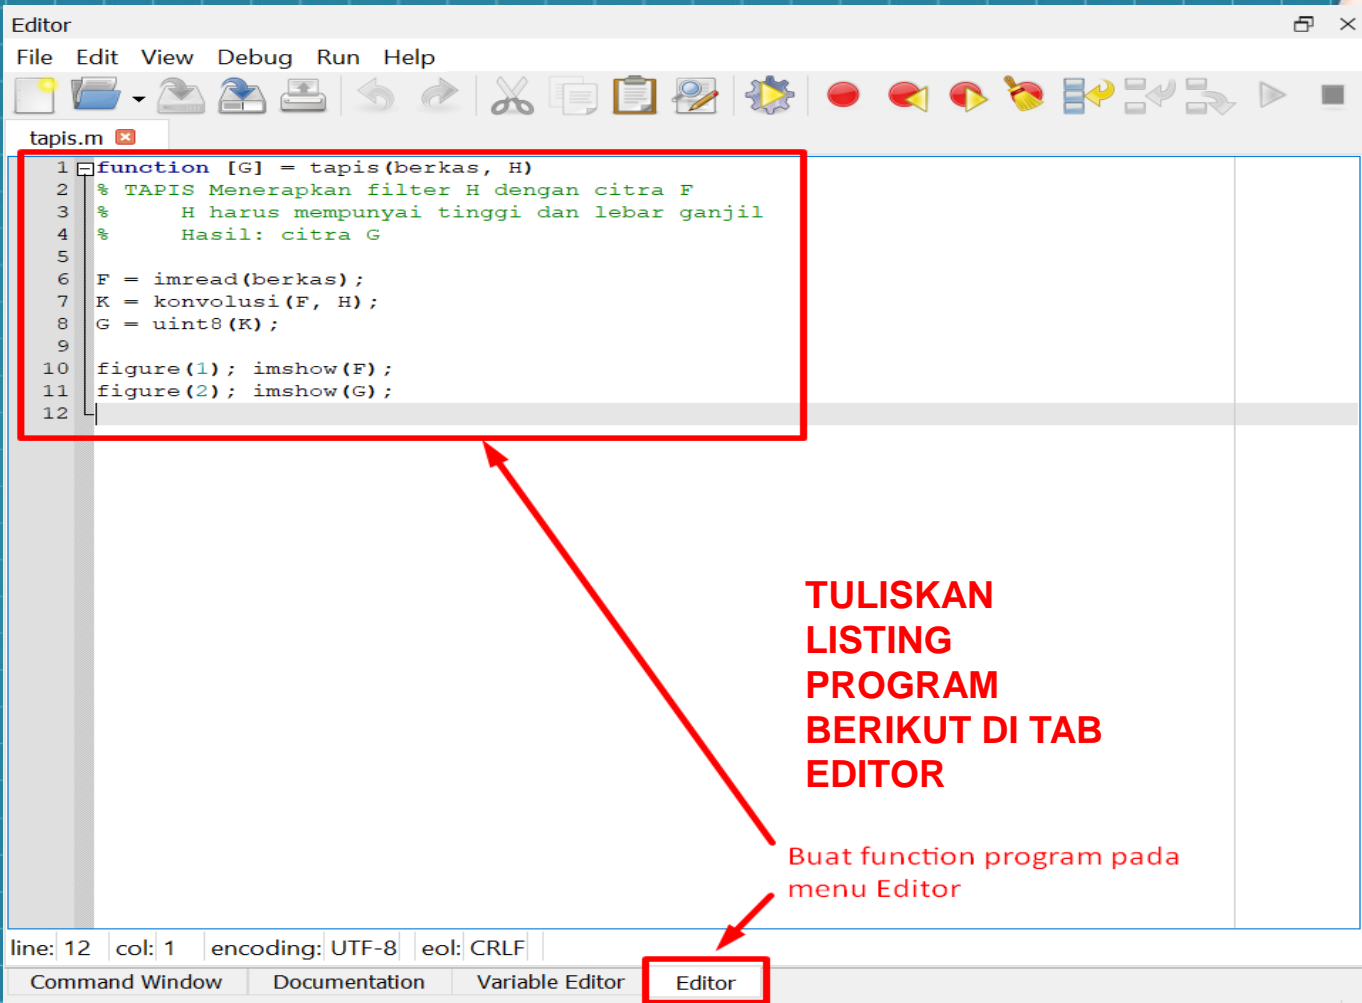 Editor
File Edit View Debug Run Help
tapis.m
1 function [G] = tapis(berkas, H)
2 % TAPIS Menerapkan filter H dengan citra F
3 %     H harus mempunyai tinggi dan lebar ganjil
4 %     Hasil: citra G
5
6 F = imread(berkas);
7 K = konvolusi(F, H);
8 G = uint8(K);
9
10 figure(1); imshow(F);
11 figure(2); imshow(G);
12
TULISKAN
LISTING
PROGRAM
BERIKUT DI TAB
EDITOR
Buat function program pada
menu Editor
line: 12 col: 1 encoding: UTF-8 eol: CRLF
Command Window Documentation Variable Editor Editor